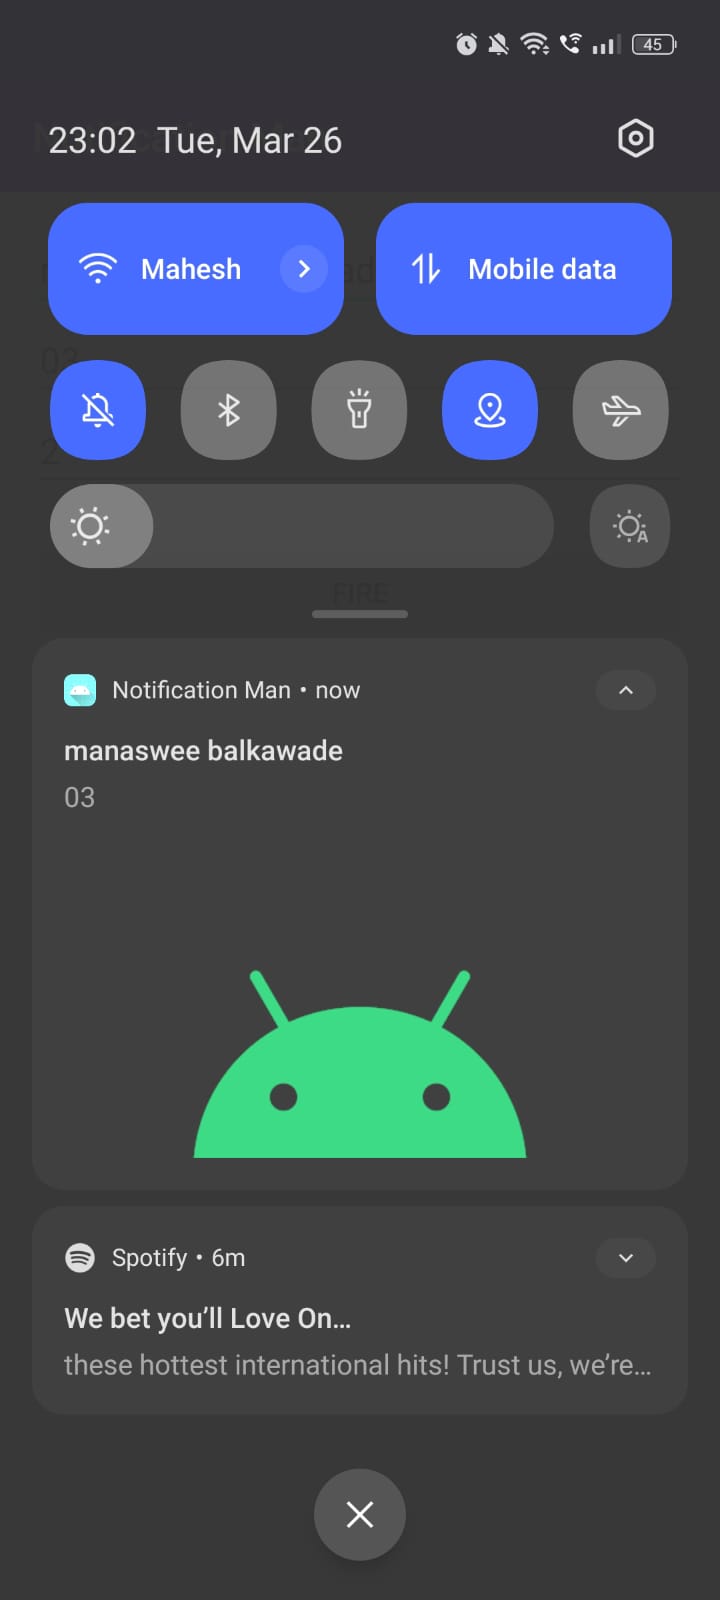 45
23:02 Tue, Mar 26
Mahesh
Mobile data
A
FIRE
Notification Man • now
manaswee balkawade
03
Spotify • 6m
We bet you’ll Love On…
these hottest international hits! Trust us, we’re…